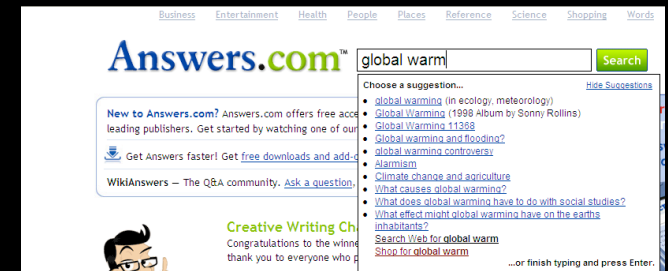 Business Entertainment Health People Places Reference Science Shopping Words
Answers.com™ global warm Search
Choose a suggestion... Hide Suggestions
global warming (in ecology, meteorology)
Global Warming (1998 Album by Sonny Rollins)
Global Warming 11368
Global Warming and flooding?
global warming controversy
Alarmism
Climate change and agriculture
What causes global warming?
What does global warming have to do with social studies?
What effect might global warming have on the earths
inhabitants?
Search Web for global warm
Shop for global warm
...or finish typing and press Enter.
New to Answers.com? Answers.com offers free acce
leading publishers. Get started by watching one of our
Get Answers faster! Get free downloads and add-o
WikiAnswers — The Q&A community. Ask a question,
Creative Writing Ch
Congratulations to the winne
thank you to everyone who p